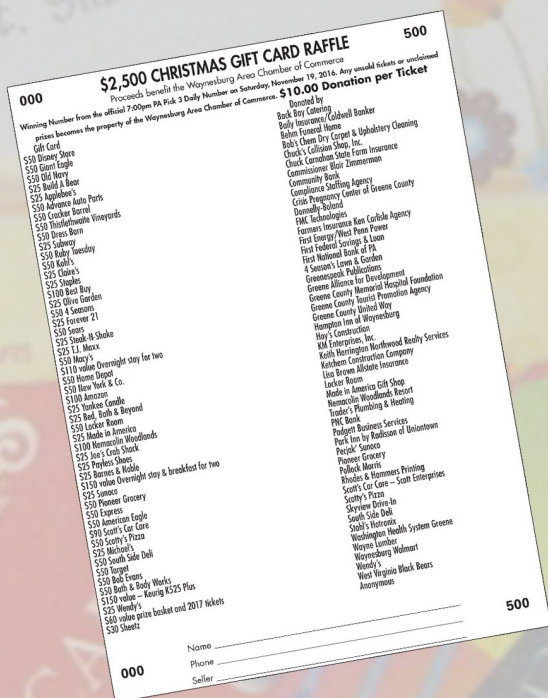 000
$2,500 CHRISTMAS GIFT CARD RAFFLE
500
Proceeds benefit the Waynesburg Area Chamber of Commerce
Winning Number from the official 7:00pm PA Pick 3 Daily Number on Saturday, November 19, 2016. Any unsold tickets or unclaimed
prizes becomes the property of the Waynesburg Area Chamber of Commerce. $10.00 Donation per Ticket
Gift Card
$50 Disney Store
$50 Giant Eagle
$50 Old Navy
$25 Build A Bear
$25 Applebee's
$50 Advance Auto Parts
$50 Cracker Barrel
$50 Thistlethwaite Vineyards
$50 Dress Barn
$25 Subway
$50 Ruby Tuesday
$50 Kohl's
$25 Claire's
$25 Staples
$100 Best Buy
$25 Olive Garden
$50 4 Seasons
$25 Forever 21
$50 Sears
$25 Steak-N-Shake
$25 T.J. Maxx
$50 Macy's
$110 value Overnight stay for two
$50 Home Depot
$50 New York & Co.
$100 Amazon
$25 Yankee Candle
$25 Bed, Bath & Beyond
$50 Locker Room
$25 Made in America
$100 Nemacolin Woodlands
$25 Joe's Crab Shack
$25 Payless Shoes
$25 Barnes & Noble
$150 value Overnight stay & breakfast for two
$25 Sunoco
$50 Pioneer Grocery
$50 Express
$50 American Eagle
$90 Scott's Car Care
$50 Scotty's Pizza
$25 Michael's
$50 South Side Deli
$50 Target
$50 Bob Evans
$50 Bath & Body Works
$150 value – Keurig K525 Plus
$25 Wendy's
$60 value prize basket and 2017 tickets
$30 Sheetz
Donated by
Back Bay Catering
Baily Insurance/Coldwell Banker
Behm Funeral Home
Bob's Chem Dry Carpet & Upholstery Cleaning
Chuck's Collision Shop, Inc.
Chuck Carnahan State Farm Insurance
Commissioner Blair Zimmerman
Community Bank
Compliance Staffing Agency
Crisis Pregnancy Center of Greene County
Donnelly-Boland
FMC Technologies
Farmers Insurance Ken Carlisle Agency
First Energy/West Penn Power
First Federal Savings & Loan
First National Bank of PA
4 Season's Lawn & Garden
Greenespeak Publications
Greene Alliance for Development
Greene County Memorial Hospital Foundation
Greene County Tourist Promotion Agency
Greene County United Way
Hampton Inn of Waynesburg
Hoy's Construction
KM Enterprises, Inc.
Keith Herrington Northwood Realty Services
Ketchem Construction Company
Lisa Brown Allstate Insurance
Locker Room
Made in America Gift Shop
Nemacolin Woodlands Resort
Trader's Plumbing & Heating
PNC Bank
Padgett Business Services
Park Inn by Radisson of Uniontown
Pecjak' Sunoco
Pioneer Grocery
Pollock Morris
Rhodes & Hammers Printing
Scott's Car Care – Scott Enterprises
Scotty's Pizza
Skyview Drive-In
South Side Deli
Stahl's Hotronix
Washington Health System Greene
Wayne Lumber
Waynesburg Walmart
Wendy's
West Virginia Black Bears
Anonymous
Name
Phone
Seller
000
500